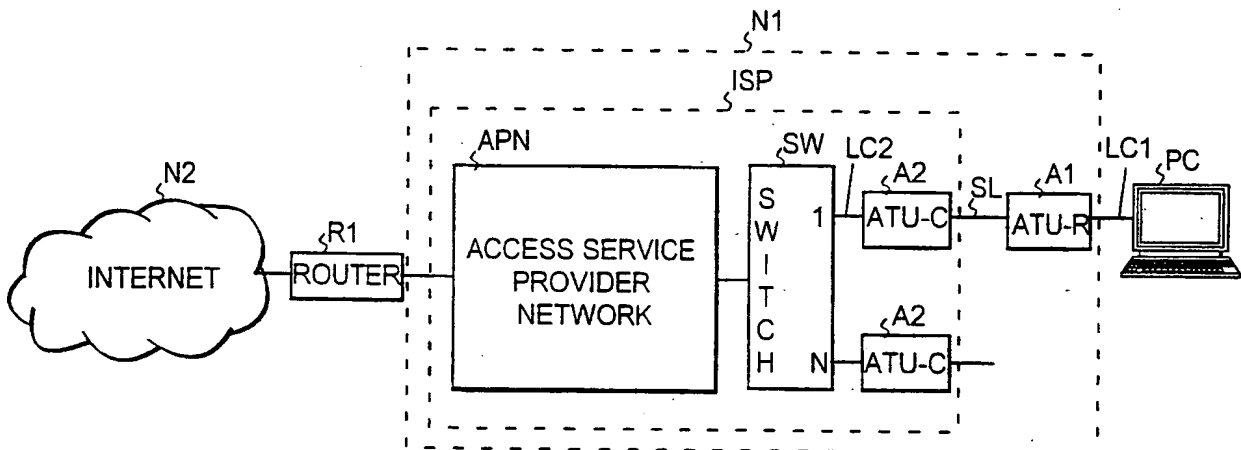 N1
ISP
APN
SW
LC2
A2
SL
A1
LC1
PC
N2
R1
INTERNET
ROUTER
ACCESS SERVICE
PROVIDER
NETWORK
SWITCH
1
N
ATU-C
ATU-R
A2
ATU-C